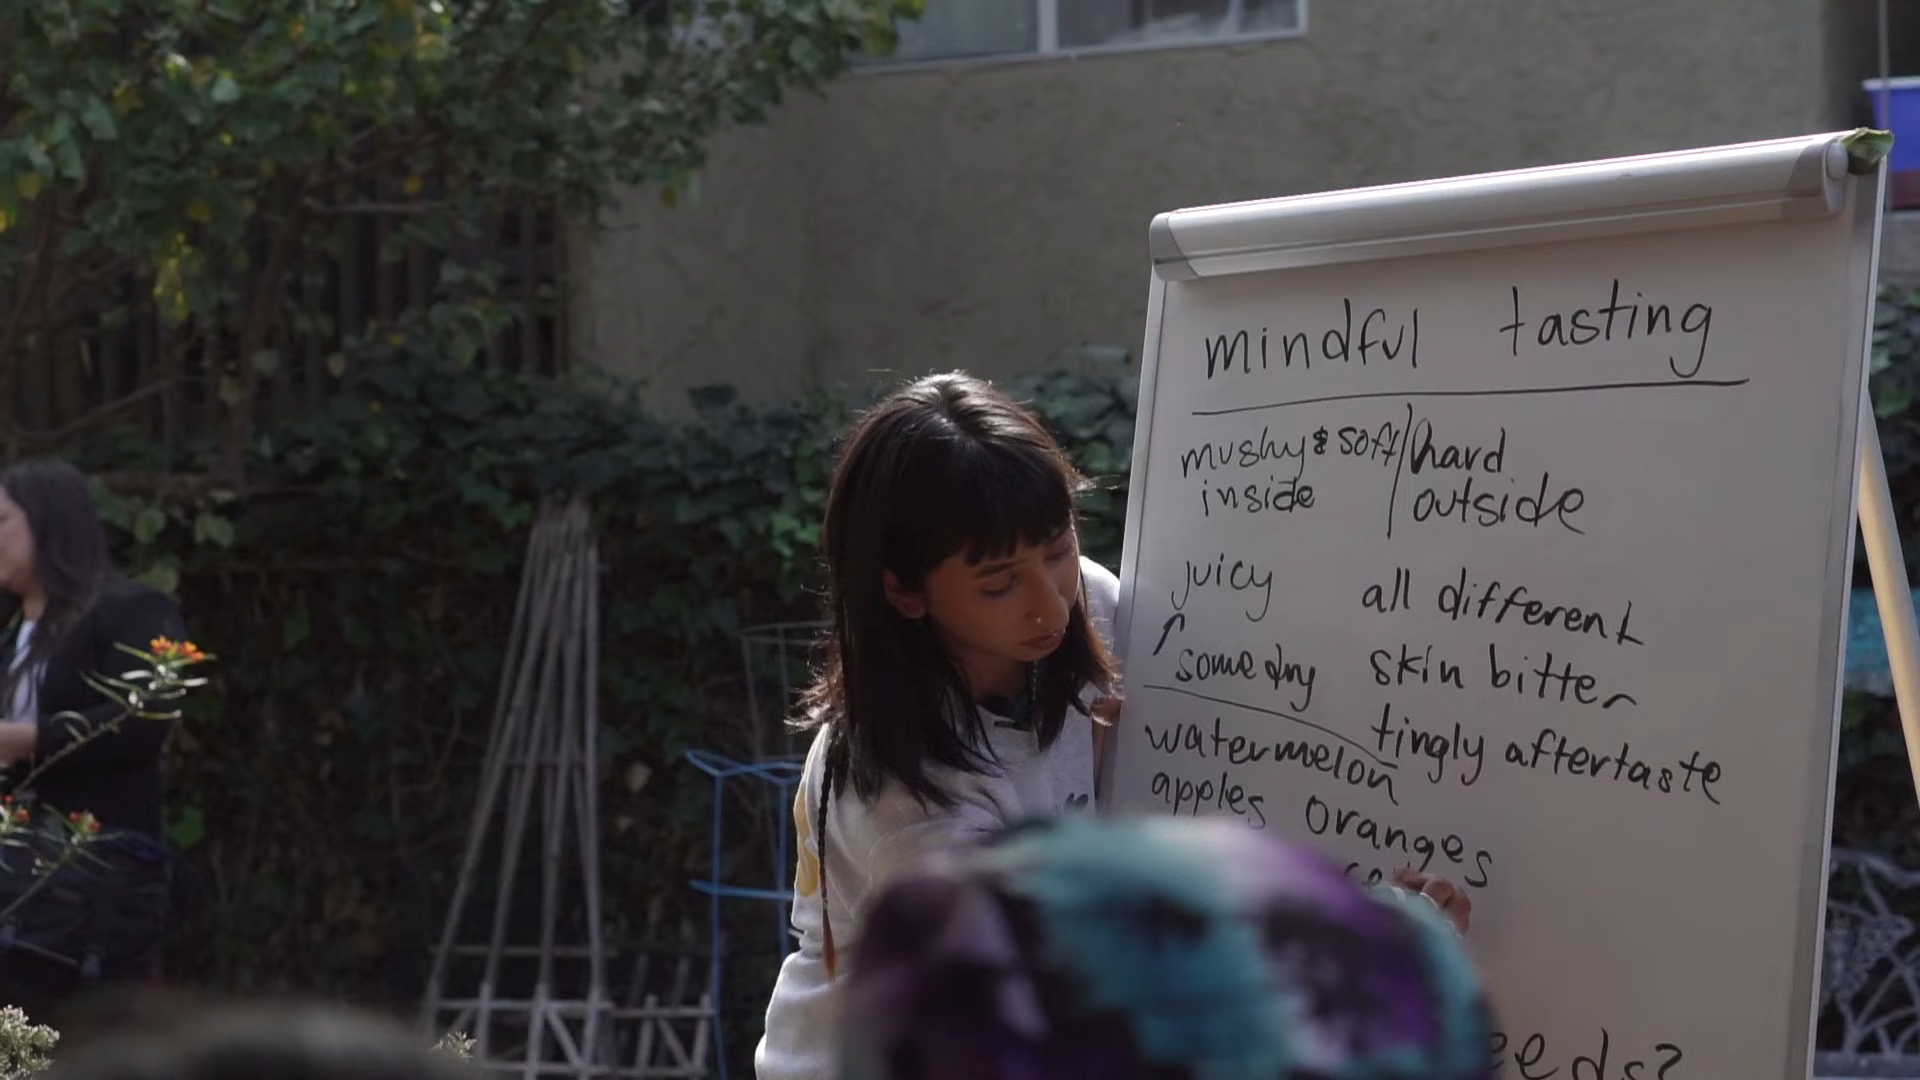 mindful tasting
mushy & soft / hard
inside / outside
juicy all different
some dry skin bitter
watermelon tingly aftertaste
apples oranges